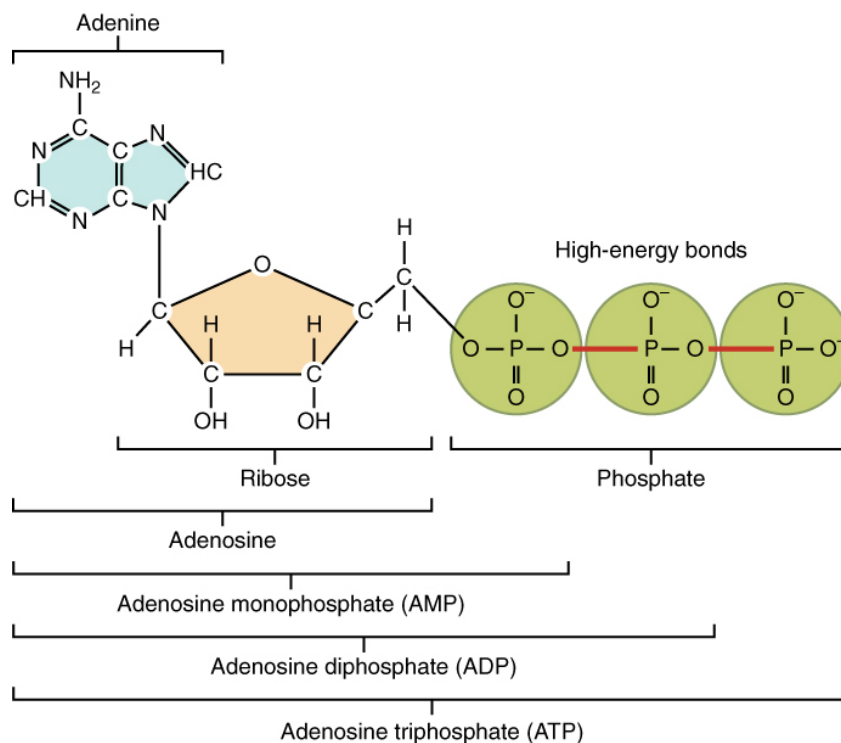 Adenine
NH₂
C N
N C HC
CH C
N N
H
O C High-energy bonds
O⁻ O⁻ O⁻
C H H C H
H O P O P O P O⁻
C C
O O O
OH OH
Ribose Phosphate
Adenosine
Adenosine monophosphate (AMP)
Adenosine diphosphate (ADP)
Adenosine triphosphate (ATP)